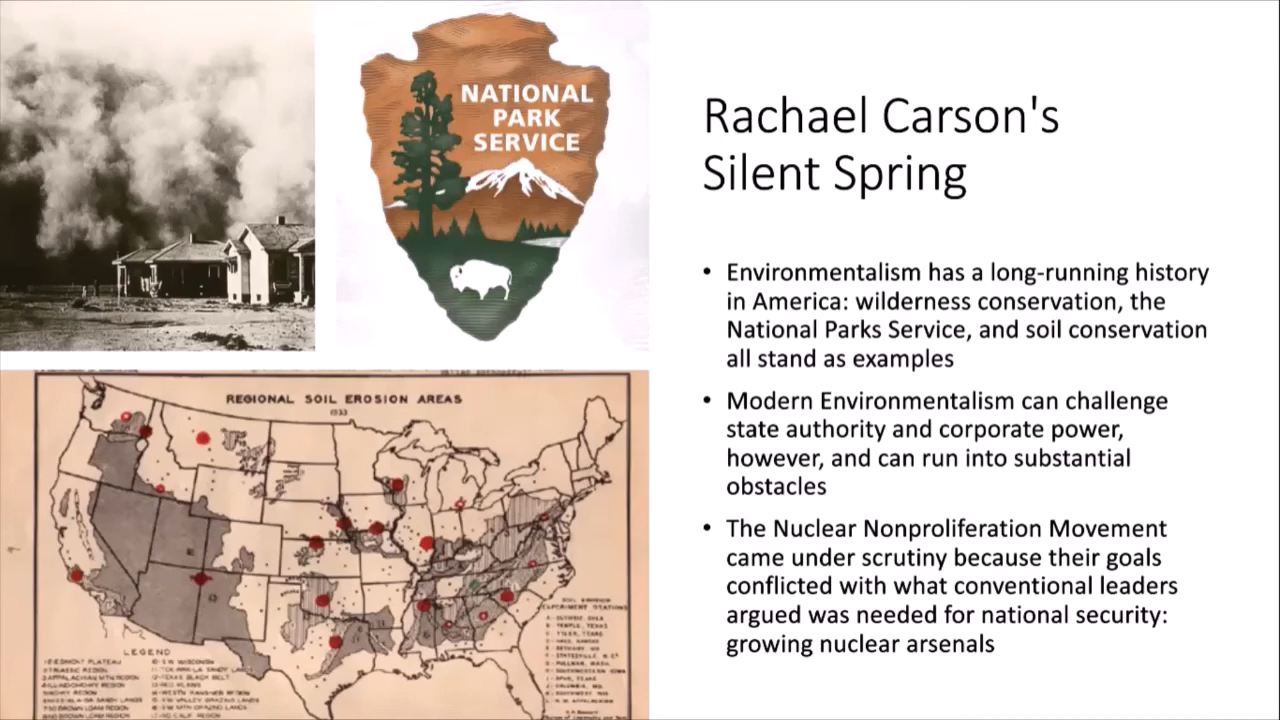 NATIONAL
PARK
SERVICE
Rachael Carson's
Silent Spring
• Environmentalism has a long-running history
in America: wilderness conservation, the
National Parks Service, and soil conservation
all stand as examples
• Modern Environmentalism can challenge
state authority and corporate power,
however, and can run into substantial
obstacles
• The Nuclear Nonproliferation Movement
came under scrutiny because their goals
conflicted with what conventional leaders
argued was needed for national security:
growing nuclear arsenals
REGIONAL SOIL EROSION AREAS
1933
LEGEND